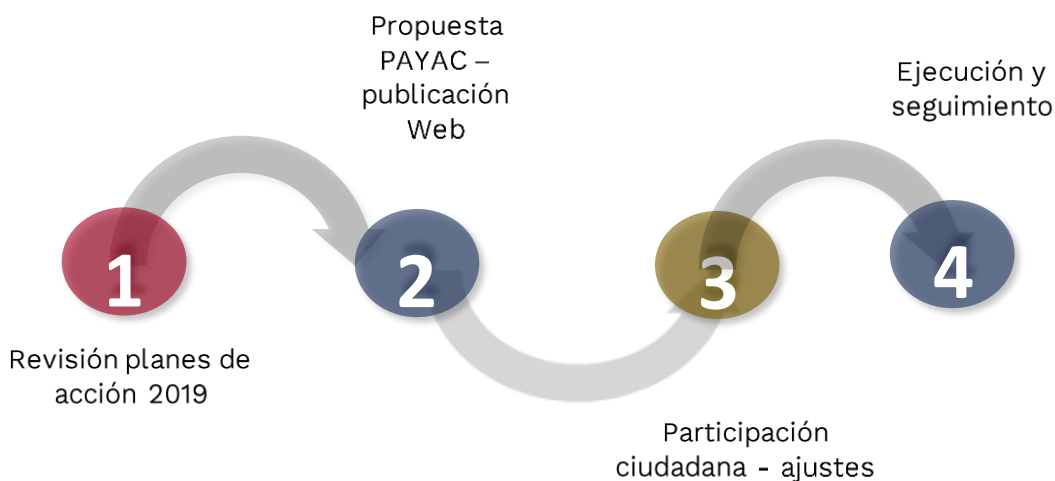 1
Revisión planes de
acción 2019
2
Propuesta
PAYAC –
publicación
Web
3
Participación
ciudadana - ajustes
4
Ejecución y
seguimiento